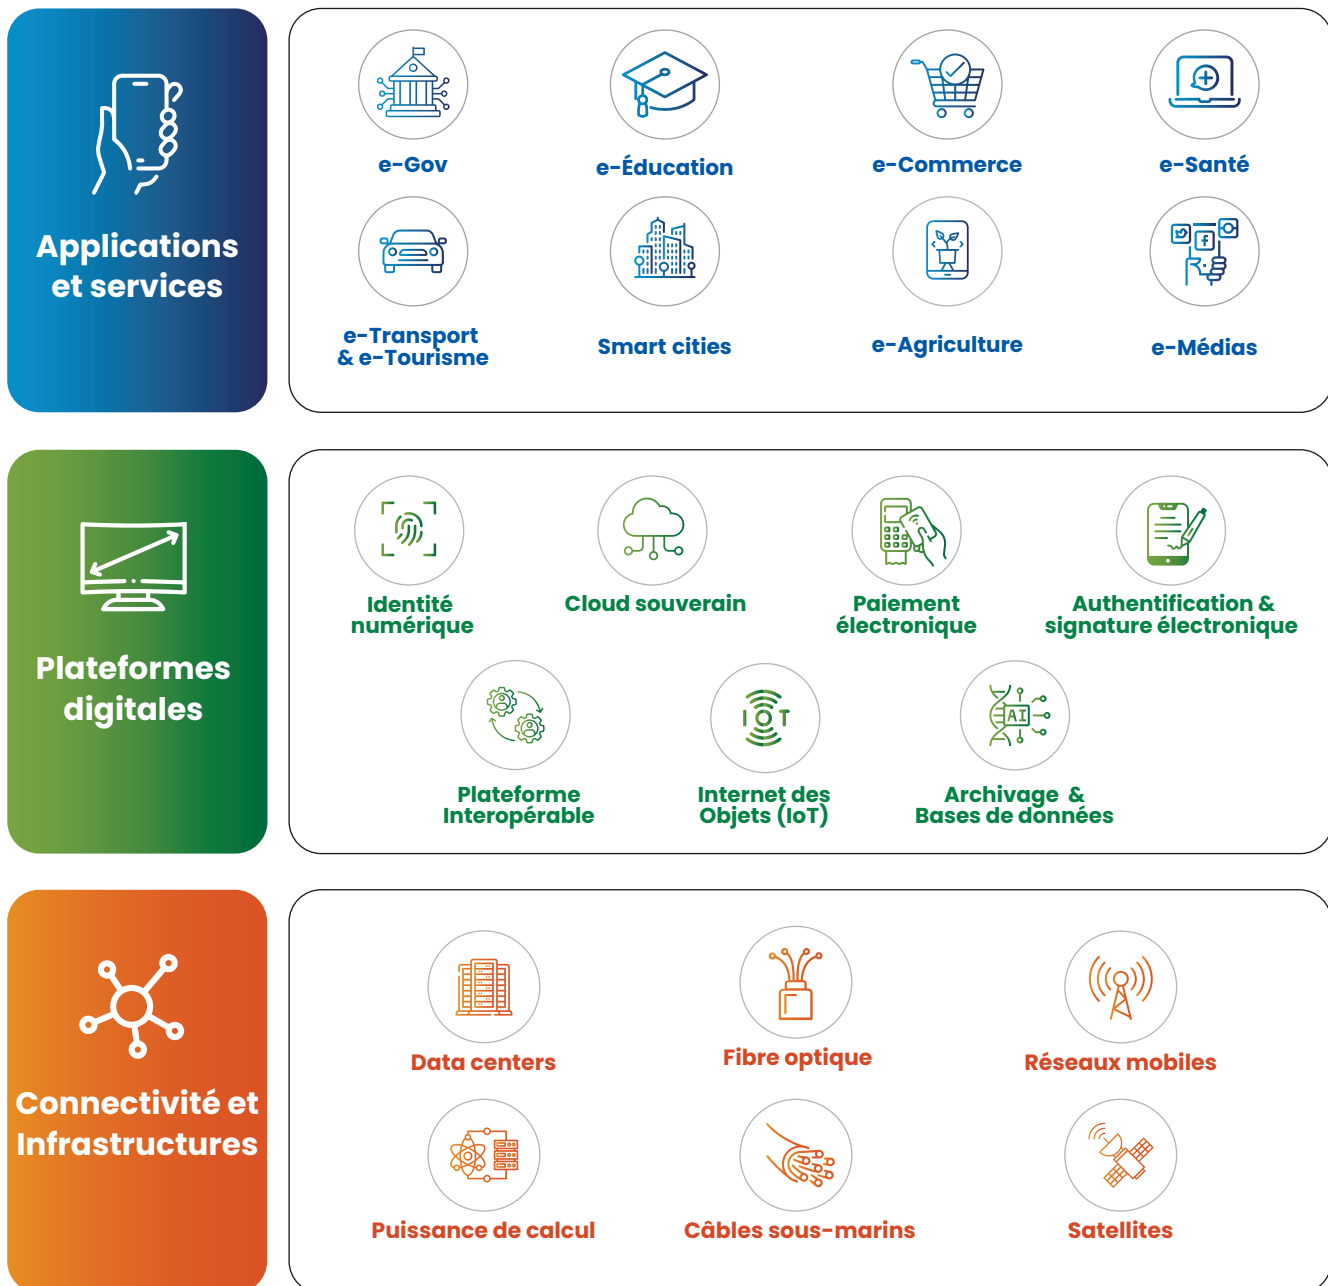 Applications
et services
e-Gov
e-Éducation
e-Commerce
e-Santé
e-Transport
& e-Tourisme
Smart cities
e-Agriculture
e-Médias
Plateformes
digitales
Identité
numérique
Cloud souverain
Paiement
électronique
Authentification &
signature électronique
Plateforme
Interopérable
IOT
Internet des
Objets (IoT)
AI
Archivage &
Bases de données
Connectivité et
Infrastructures
Data centers
Fibre optique
Réseaux mobiles
Puissance de calcul
Câbles sous-marins
Satellites